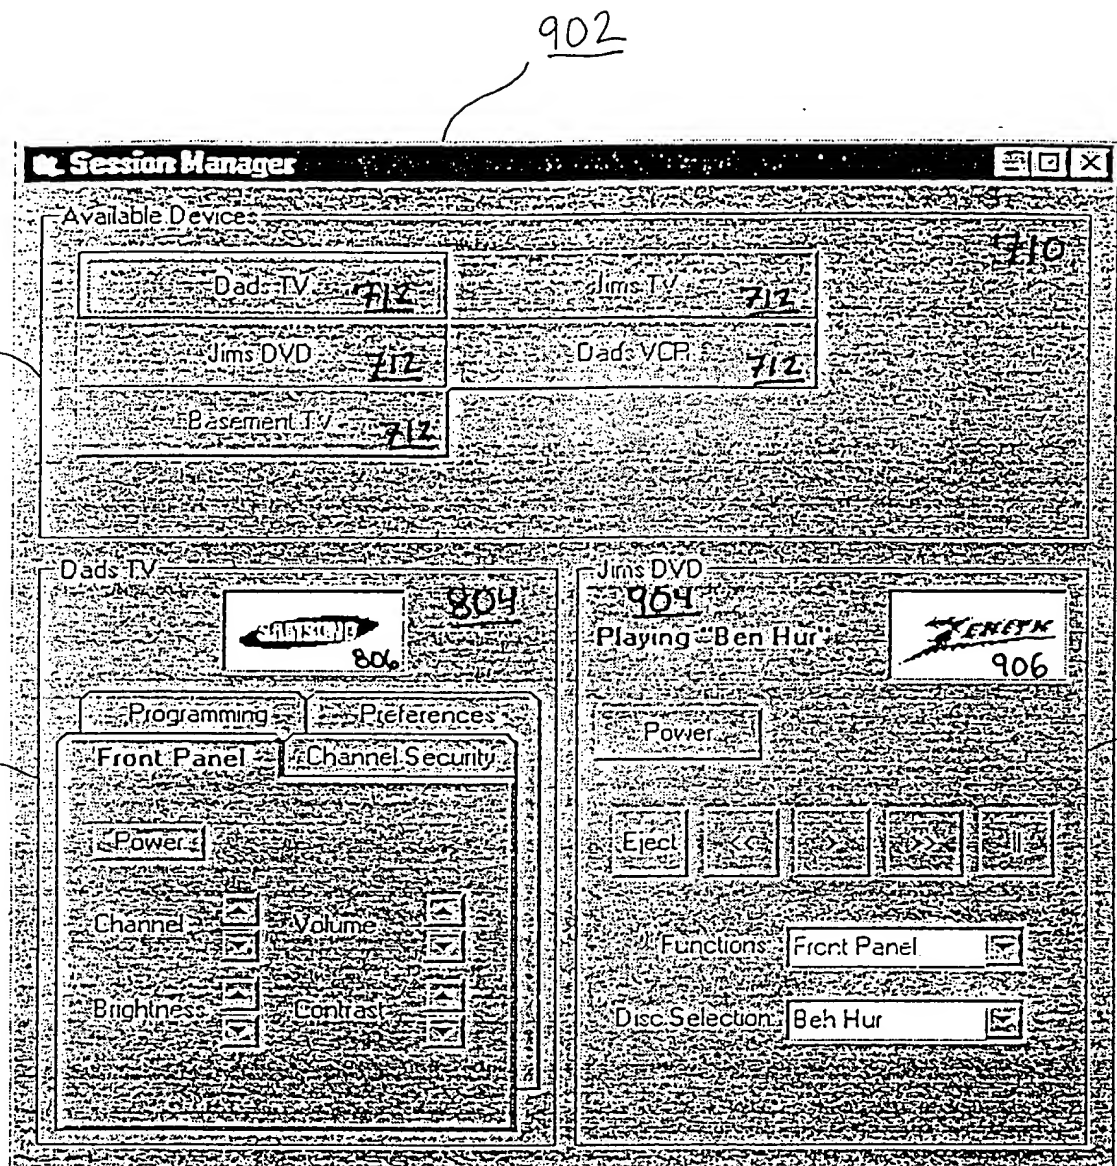 902
Session Manager
Available Devices
710
Dads TV 712 Jims TV 712
Jims DVD 712 Dads VCR 712
Basement TV 712
Dads TV
804
SAMSUNG
806
Programming Preferences
Front Panel Channel Security
Power
Channel Volume
Brightness Contrast
Jims DVD
904
Playing "Ben Hur"
ZENITH
906
Power
Eject << > >> ||
Functions: Front Panel
Disc Selection: Ben Hur